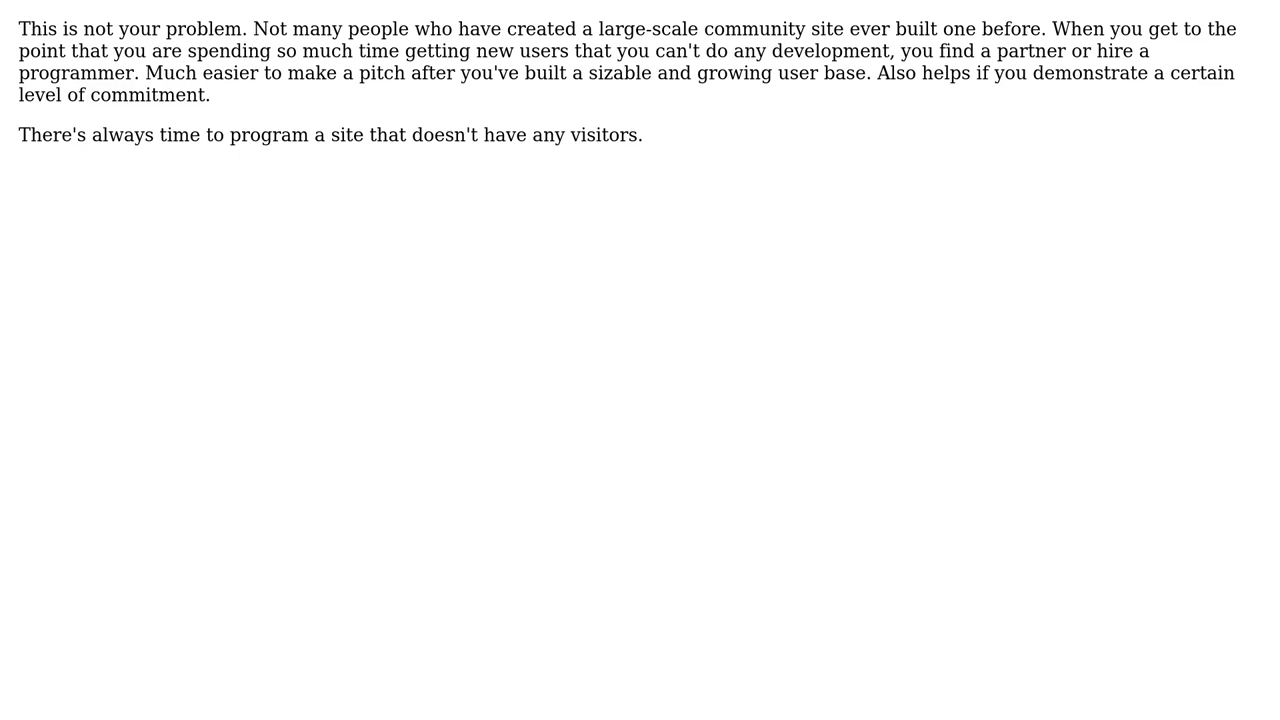 This is not your problem. Not many people who have created a large-scale community site ever built one before. When you get to the
point that you are spending so much time getting new users that you can't do any development, you find a partner or hire a
programmer. Much easier to make a pitch after you've built a sizable and growing user base. Also helps if you demonstrate a certain
level of commitment.
There's always time to program a site that doesn't have any visitors.